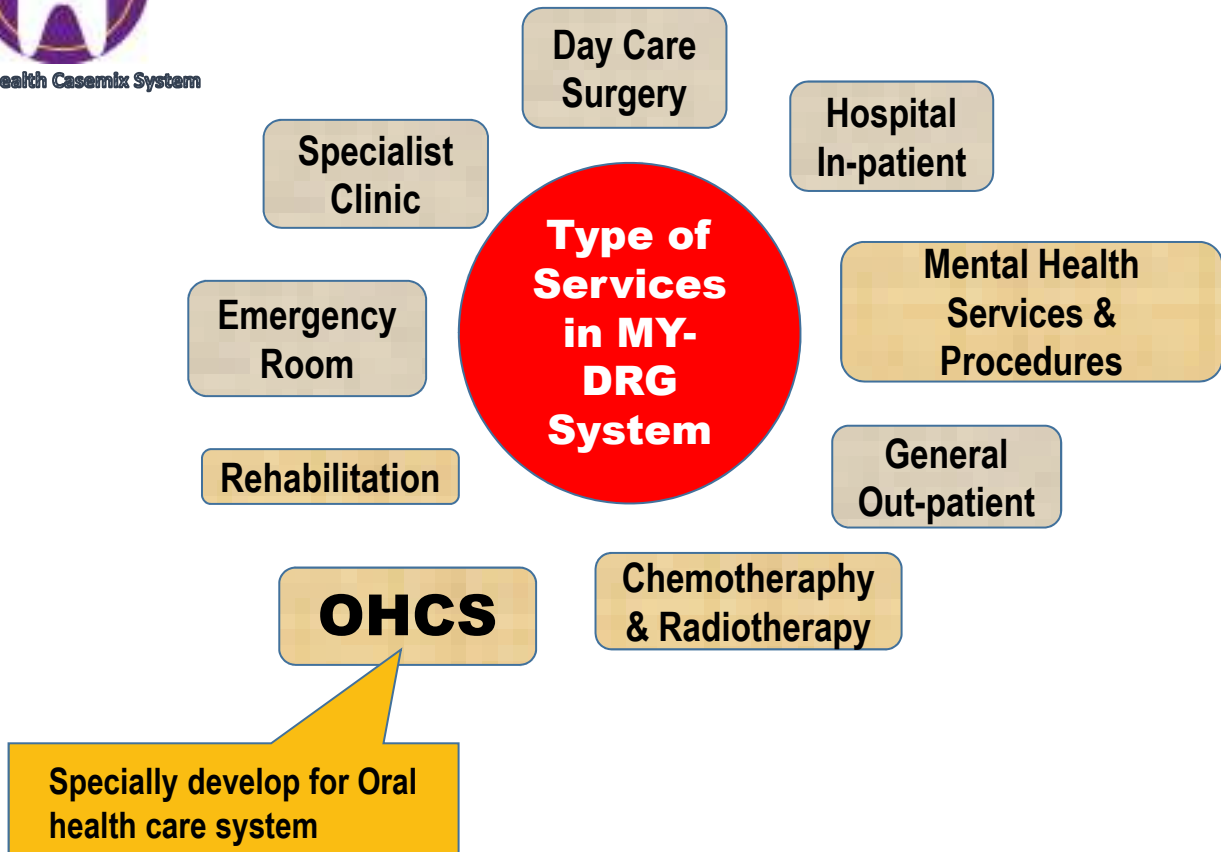 ealth Casemix System
Day Care
Surgery
Hospital
In-patient
Specialist
Clinic
Type of
Services
in MY-
DRG
System
Mental Health
Services &
Procedures
Emergency
Room
General
Out-patient
Rehabilitation
Chemotheraphy
& Radiotherapy
OHCS
Specially develop for Oral
health care system